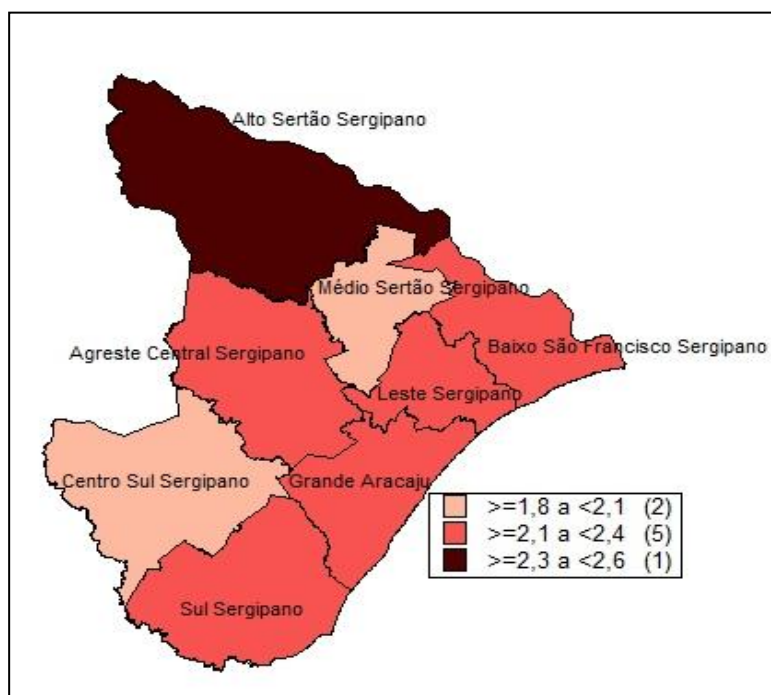 Alto Sertão Sergipano
Médio Sertão Sergipano
Agreste Central Sergipano
Baixo São Francisco Sergipano
Leste Sergipano
Centro Sul Sergipano
Grande Aracaju
Sul Sergipano
>=1,8 a <2,1 (2)
>=2,1 a <2,4 (5)
>=2,3 a <2,6 (1)